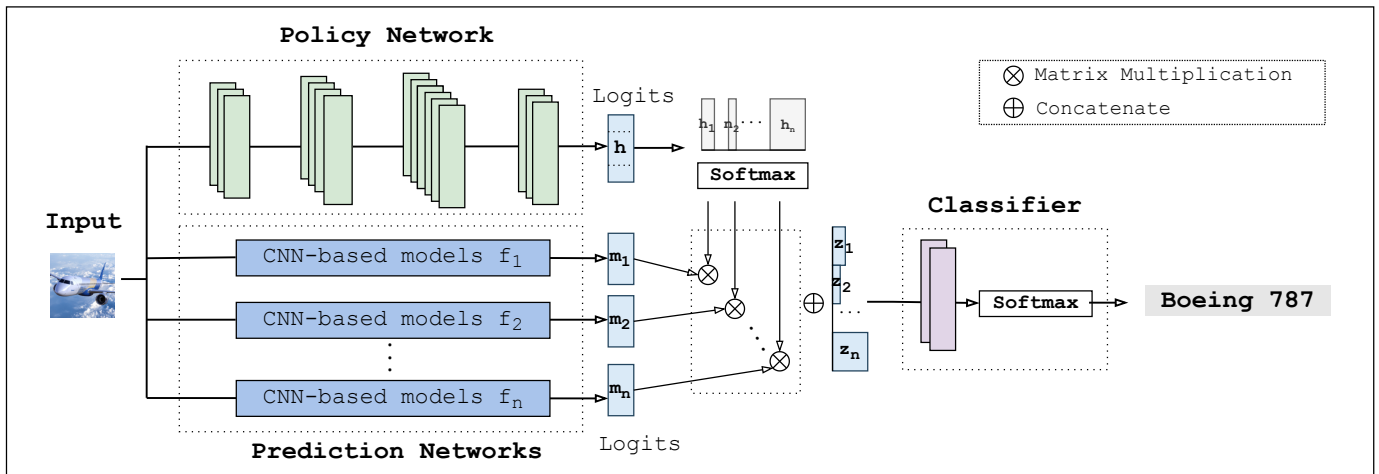 Policy Network
⊗ Matrix Multiplication
⊕ Concatenate
Logits
h1 n2 ··· hn
h
Softmax
Input
Classifier
CNN-based models f1
m1
z1
CNN-based models f2
m2
z2
Softmax
Boeing 787
zn
CNN-based models fn
mn
Prediction Networks
Logits